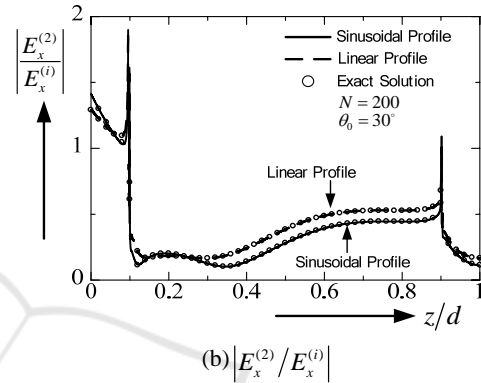 |E_x^{(2)} / E_x^{(i)}|
2
Sinusoidal Profile
Linear Profile
Exact Solution
N = 200
θ_0 = 30°
1
Linear Profile
Sinusoidal Profile
0
0 0.2 0.4 0.6 0.8 1
z/d
(b) |E_x^{(2)} / E_x^{(i)}|